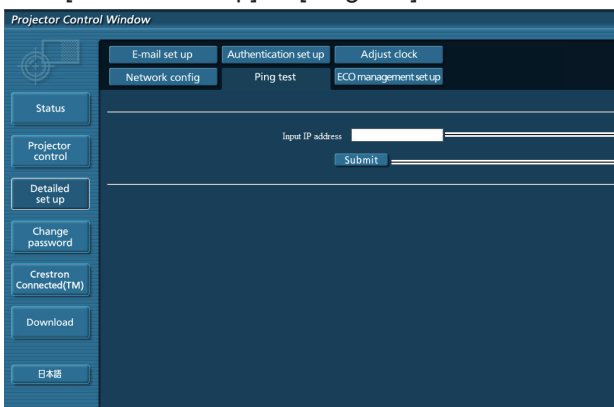 Projector Control Window
E-mail set up
Authentication set up
Adjust clock
Network config
Ping test
ECO management set up
Status
Input IP address
Submit
Projector
control
Detailed
set up
Change
password
Crestron
Connected(TM)
Download
日本語